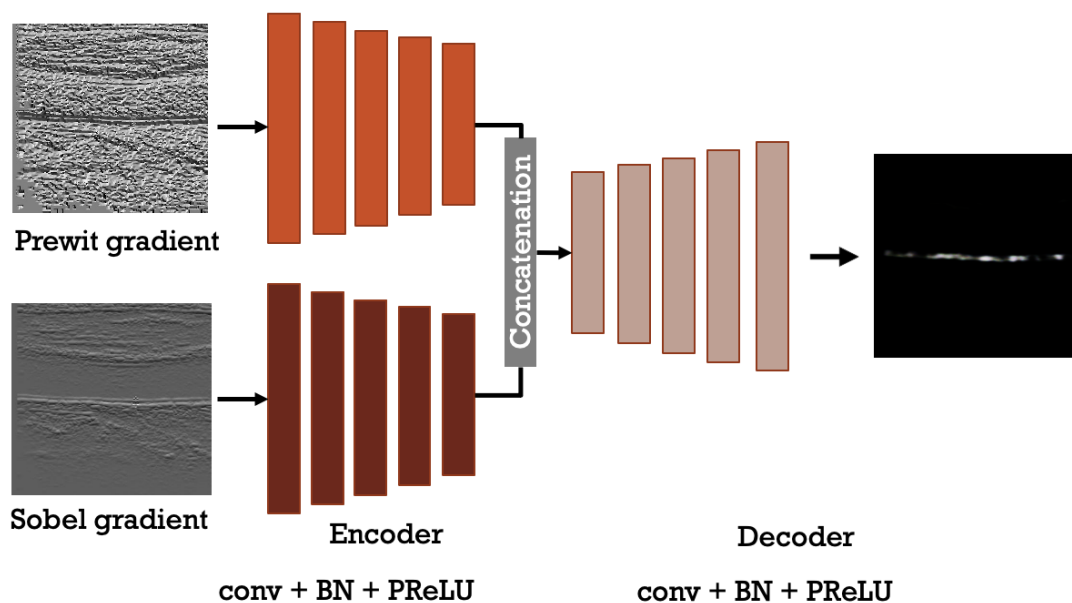 Prewit gradient
Concatenation
Sobel gradient
Encoder
Decoder
conv + BN + PReLU
conv + BN + PReLU